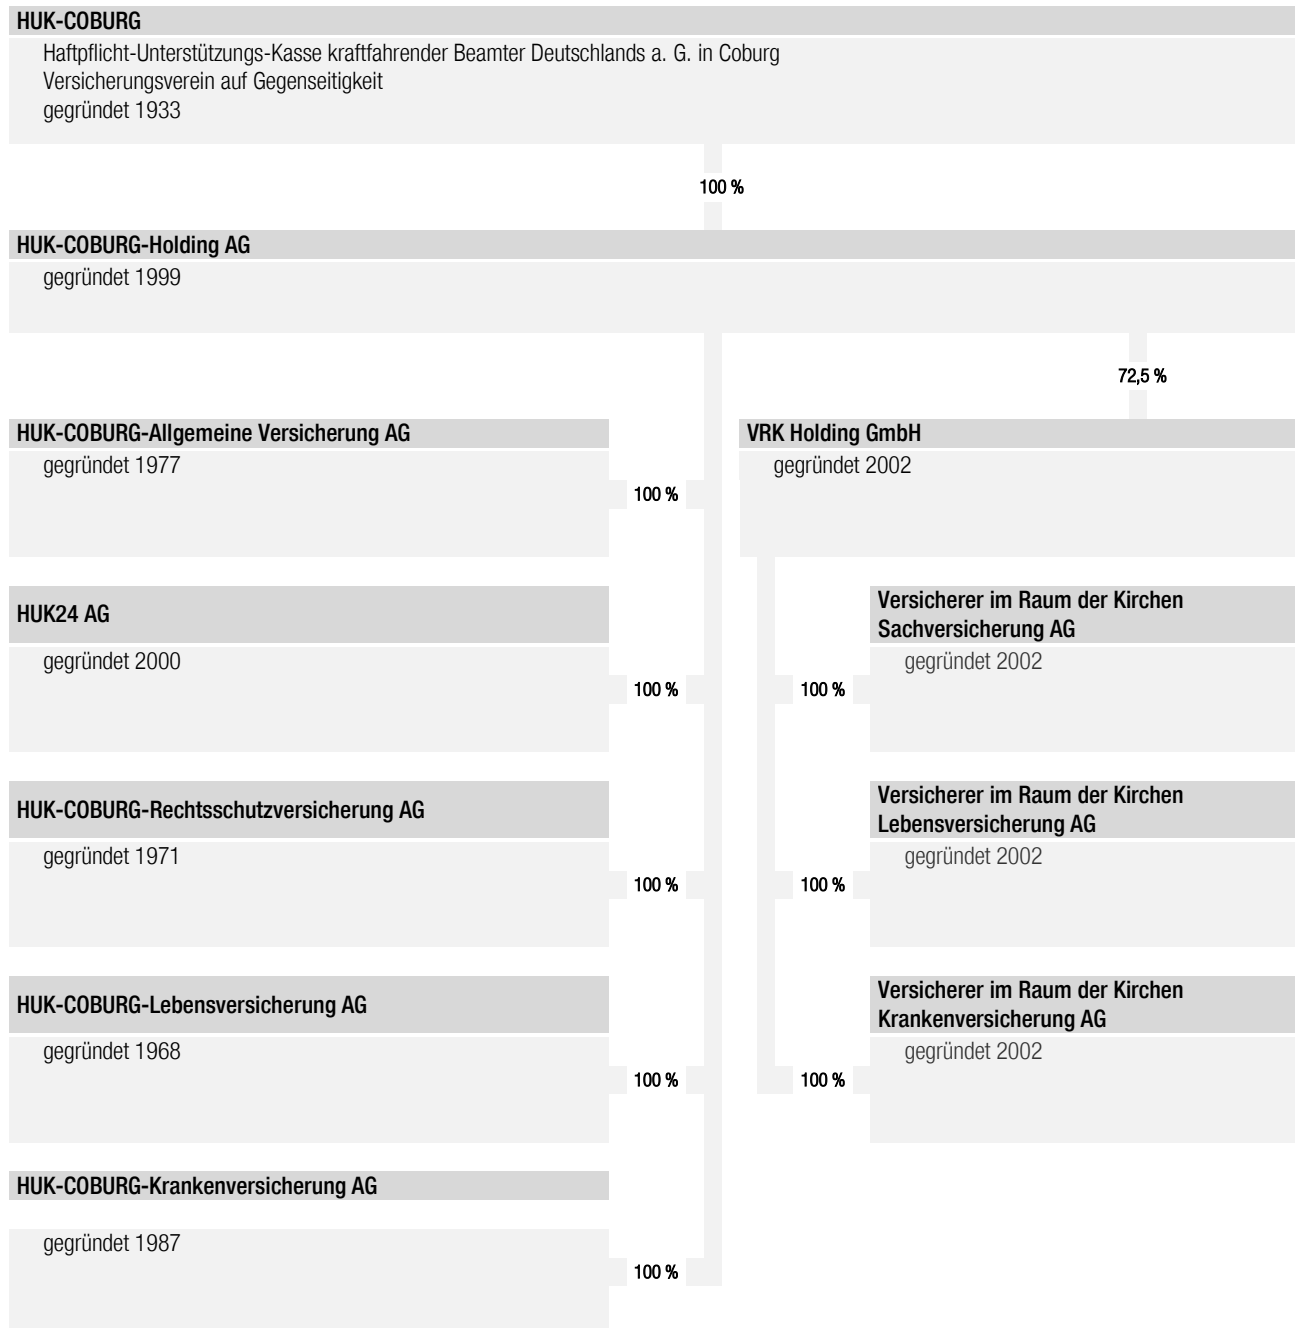 HUK-COBURG
Haftpflicht-Unterstützungs-Kasse kraftfahrender Beamter Deutschlands a. G. in Coburg
Versicherungsverein auf Gegenseitigkeit
gegründet 1933
100 %
HUK-COBURG-Holding AG
gegründet 1999
72,5 %
HUK-COBURG-Allgemeine Versicherung AG
gegründet 1977
100 %
VRK Holding GmbH
gegründet 2002
HUK24 AG
gegründet 2000
100 %
100 %
Versicherer im Raum der Kirchen
Sachversicherung AG
gegründet 2002
HUK-COBURG-Rechtsschutzversicherung AG
gegründet 1971
100 %
100 %
Versicherer im Raum der Kirchen
Lebensversicherung AG
gegründet 2002
HUK-COBURG-Lebensversicherung AG
gegründet 1968
100 %
100 %
Versicherer im Raum der Kirchen
Krankenversicherung AG
gegründet 2002
HUK-COBURG-Krankenversicherung AG
gegründet 1987
100 %